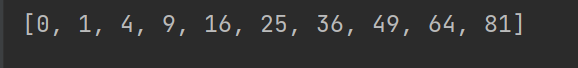 [0, 1, 4, 9, 16, 25, 36, 49, 64, 81]